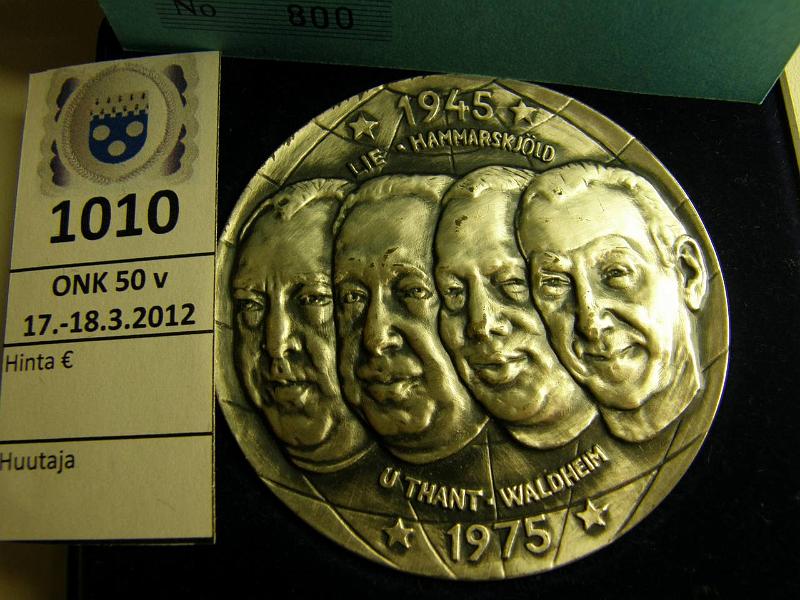 No 800
1010
ONK 50 v
17.-18.3.2012
Hinta €
Huutaja
1945
LIE · HAMMARSKJÖLD
U THANT · WALDHEIM
1975